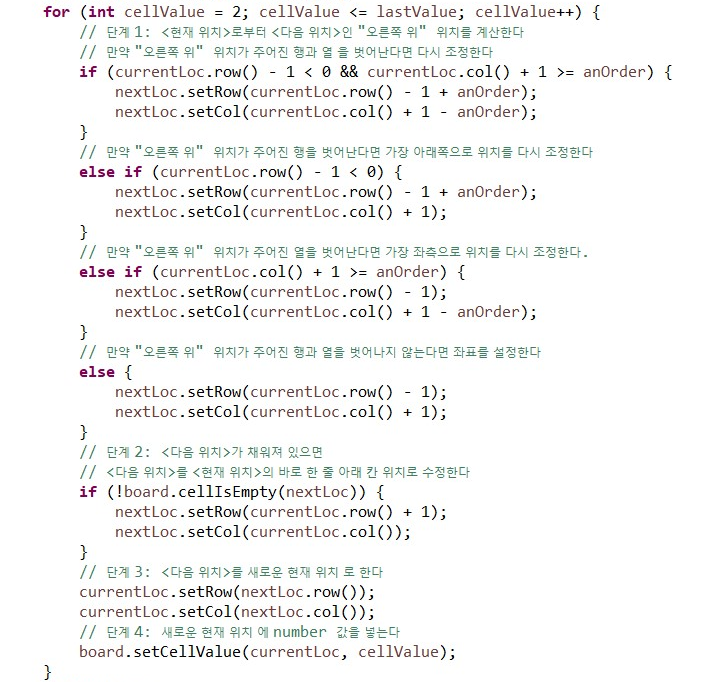 for (int cellValue = 2; cellValue <= lastValue; cellValue++) {
// 단계 1: <현재 위치>로부터 <다음 위치>인 "오른쪽 위" 위치를 계산한다
// 만약 "오른쪽 위" 위치가 주어진 행과 열 을 벗어난다면 다시 조정한다
if (currentLoc.row() - 1 < 0 && currentLoc.col() + 1 >= anOrder) {
nextLoc.setRow(currentLoc.row() - 1 + anOrder);
nextLoc.setCol(currentLoc.col() + 1 - anOrder);
}
// 만약 "오른쪽 위" 위치가 주어진 행을 벗어난다면 가장 아래쪽으로 위치를 다시 조정한다
else if (currentLoc.row() - 1 < 0) {
nextLoc.setRow(currentLoc.row() - 1 + anOrder);
nextLoc.setCol(currentLoc.col() + 1);
}
// 만약 "오른쪽 위" 위치가 주어진 열을 벗어난다면 가장 좌측으로 위치를 다시 조정한다.
else if (currentLoc.col() + 1 >= anOrder) {
nextLoc.setRow(currentLoc.row() - 1);
nextLoc.setCol(currentLoc.col() + 1 - anOrder);
}
// 만약 "오른쪽 위" 위치가 주어진 행과 열을 벗어나지 않는다면 좌표를 설정한다
else {
nextLoc.setRow(currentLoc.row() - 1);
nextLoc.setCol(currentLoc.col() + 1);
}
// 단계 2: <다음 위치>가 채워져 있으면
// <다음 위치>를 <현재 위치>의 바로 한 줄 아래 칸 위치로 수정한다
if (!board.cellIsEmpty(nextLoc)) {
nextLoc.setRow(currentLoc.row() + 1);
nextLoc.setCol(currentLoc.col());
}
// 단계 3: <다음 위치>를 새로운 현재 위치 로 한다
currentLoc.setRow(nextLoc.row());
currentLoc.setCol(nextLoc.col());
// 단계 4: 새로운 현재 위치 에 number 값을 넣는다
board.setCellValue(currentLoc, cellValue);
}